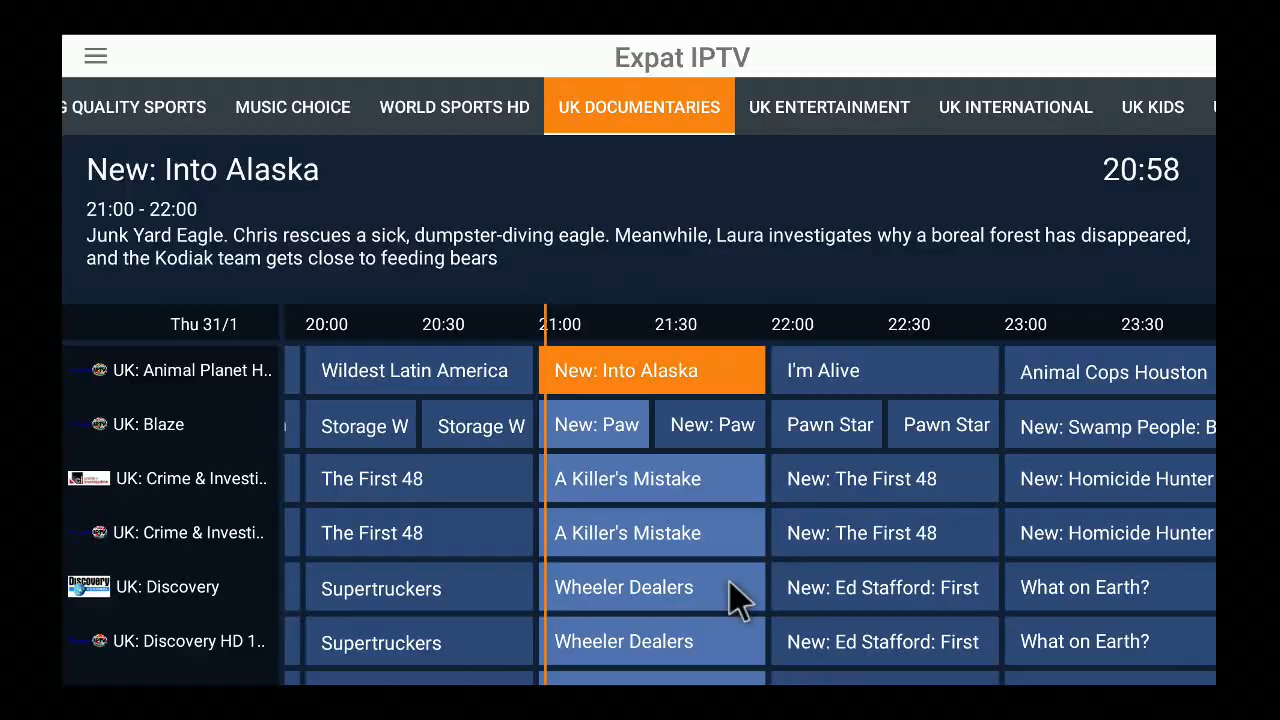 Expat IPTV
G QUALITY SPORTS MUSIC CHOICE WORLD SPORTS HD UK DOCUMENTARIES UK ENTERTAINMENT UK INTERNATIONAL UK KIDS
New: Into Alaska 20:58
21:00 - 22:00
Junk Yard Eagle. Chris rescues a sick, dumpster-diving eagle. Meanwhile, Laura investigates why a boreal forest has disappeared,
and the Kodiak team gets close to feeding bears
Thu 31/1 20:00 20:30 21:00 21:30 22:00 22:30 23:00 23:30
UK: Animal Planet H.. Wildest Latin America New: Into Alaska I'm Alive Animal Cops Houston
UK: Blaze Storage W Storage W New: Paw New: Paw Pawn Star Pawn Star New: Swamp People: B
UK: Crime & Investi.. The First 48 A Killer's Mistake New: The First 48 New: Homicide Hunter
UK: Crime & Investi.. The First 48 A Killer's Mistake New: The First 48 New: Homicide Hunter
Discovery UK: Discovery Supertruckers Wheeler Dealers New: Ed Stafford: First What on Earth?
UK: Discovery HD 1.. Supertruckers Wheeler Dealers New: Ed Stafford: First What on Earth?